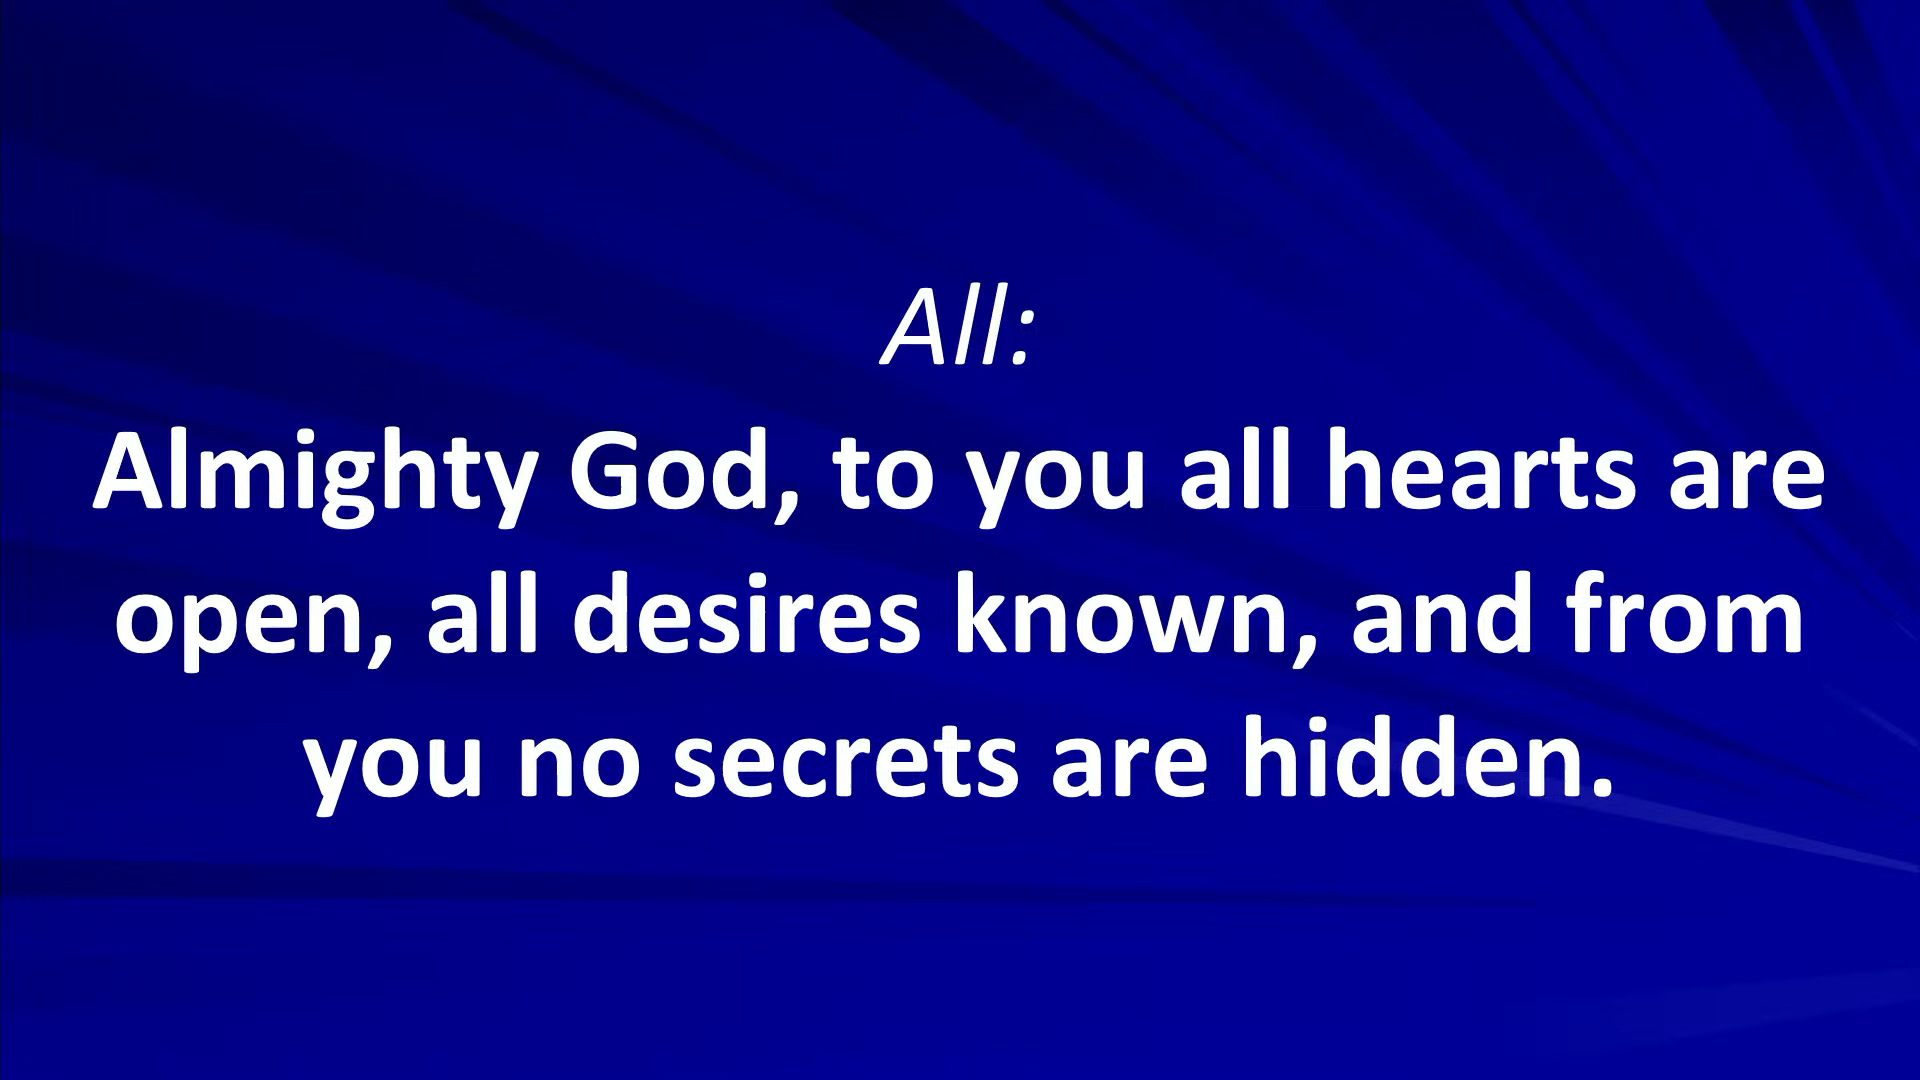 All:
Almighty God, to you all hearts are
open, all desires known, and from
you no secrets are hidden.